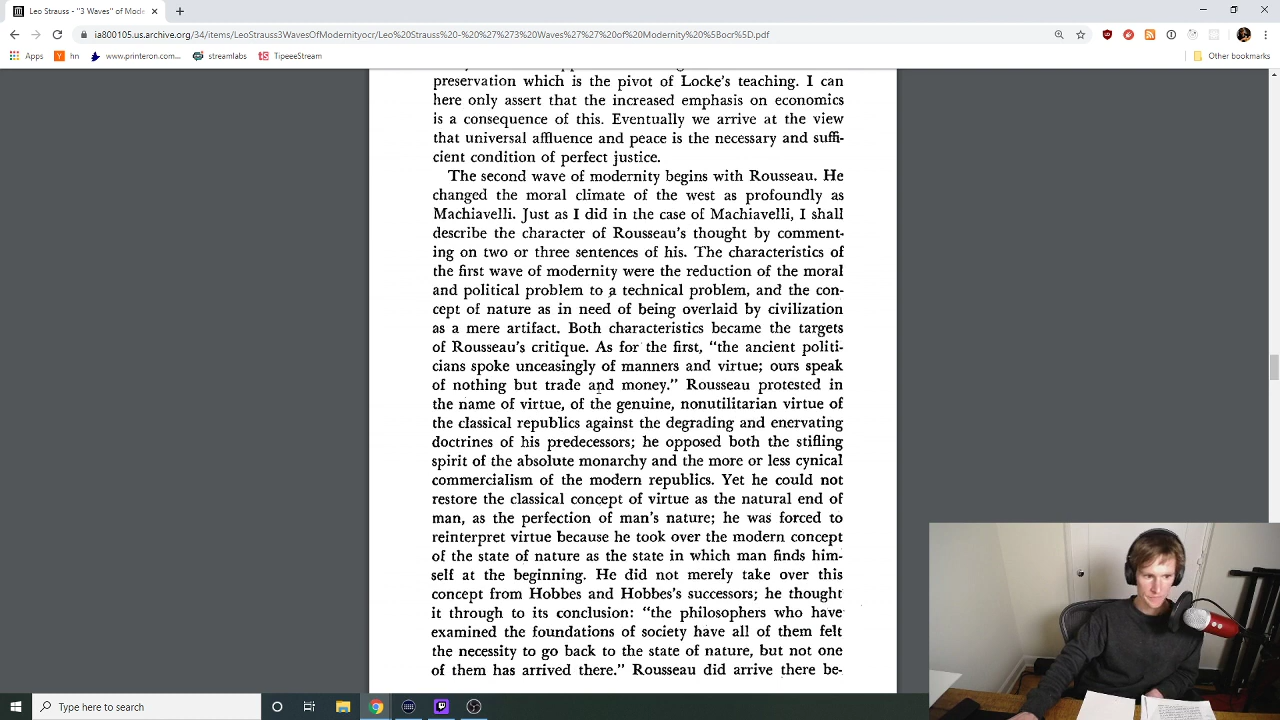 Leo Strauss - "3 Waves" of Mode
ia800105.us.archive.org/34/items/LeoStrauss3WavesOfModernityocr/Leo%20Strauss%20-%20%27%273%20Waves%27%27%20of%20Modernity%20%5Bocr%5D.pdf
Apps hn www.printeron.com... streamlabs TipeeeStream Other bookmarks
preservation which is the pivot of Locke's teaching. I can
here only assert that the increased emphasis on economics
is a consequence of this. Eventually we arrive at the view
that universal affluence and peace is the necessary and suffi-
cient condition of perfect justice.
The second wave of modernity begins with Rousseau. He
changed the moral climate of the west as profoundly as
Machiavelli. Just as I did in the case of Machiavelli, I shall
describe the character of Rousseau's thought by comment-
ing on two or three sentences of his. The characteristics of
the first wave of modernity were the reduction of the moral
and political problem to a technical problem, and the con-
cept of nature as in need of being overlaid by civilization
as a mere artifact. Both characteristics became the targets
of Rousseau's critique. As for the first, "the ancient politi-
cians spoke unceasingly of manners and virtue; ours speak
of nothing but trade and money." Rousseau protested in
the name of virtue, of the genuine, nonutilitarian virtue of
the classical republics against the degrading and enervating
doctrines of his predecessors; he opposed both the stifling
spirit of the absolute monarchy and the more or less cynical
commercialism of the modern republics. Yet he could not
restore the classical concept of virtue as the natural end of
man, as the perfection of man's nature; he was forced to
reinterpret virtue because he took over the modern concept
of the state of nature as the state in which man finds him-
self at the beginning. He did not merely take over this
concept from Hobbes and Hobbes's successors; he thought
it through to its conclusion: "the philosophers who have
examined the foundations of society have all of them felt
the necessity to go back to the state of nature, but not one
of them has arrived there." Rousseau did arrive there be-
Type here to search